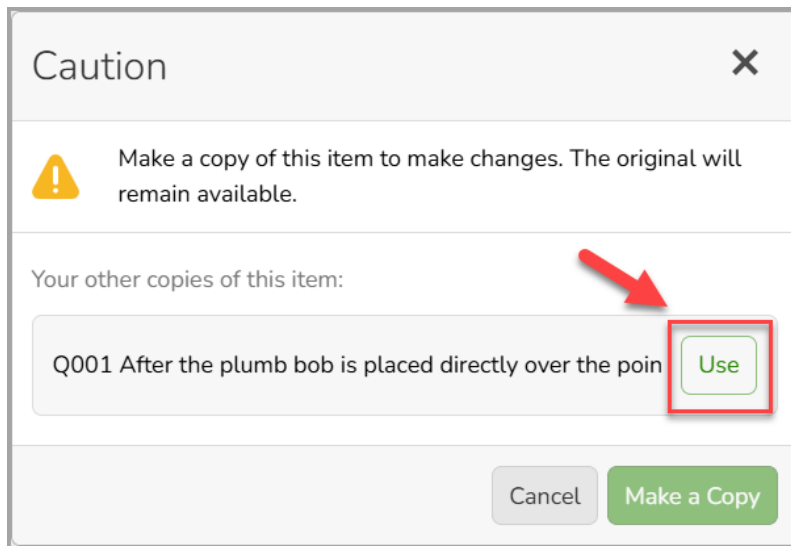 Caution
Make a copy of this item to make changes. The original will
remain available.
Your other copies of this item:
Q001 After the plumb bob is placed directly over the poin
Use
Cancel
Make a Copy